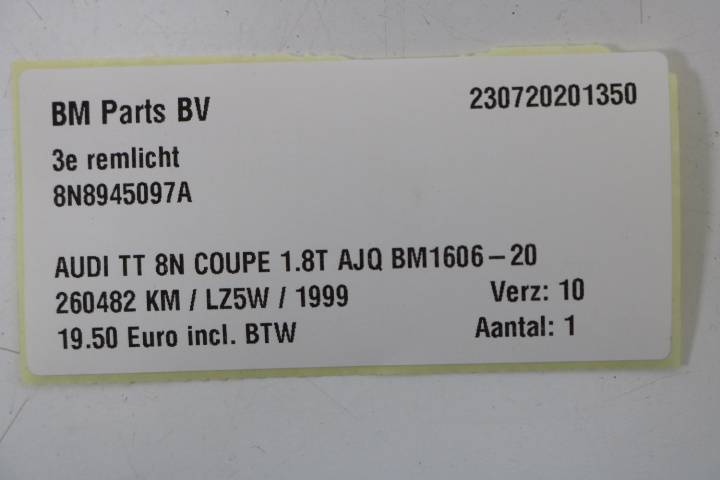 BM Parts BV 230720201350
3e remlicht
8N8945097A
AUDI TT 8N COUPE 1.8T AJQ BM1606-20
260482 KM / LZ5W / 1999 Verz: 10
19.50 Euro incl. BTW Aantal: 1